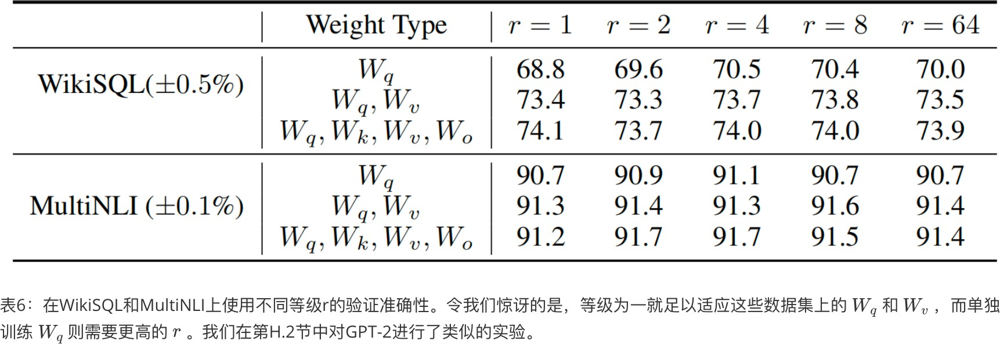 Weight Type r = 1 r = 2 r = 4 r = 8 r = 64
WikiSQL(±0.5%) W_q 68.8 69.6 70.5 70.4 70.0
W_q, W_v 73.4 73.3 73.7 73.8 73.5
W_q, W_k, W_v, W_o 74.1 73.7 74.0 74.0 73.9
MultiNLI (±0.1%) W_q 90.7 90.9 91.1 90.7 90.7
W_q, W_v 91.3 91.4 91.3 91.6 91.4
W_q, W_k, W_v, W_o 91.2 91.7 91.7 91.5 91.4
表6：在WikiSQL和MultiNLI上使用不同等级r的验证准确性。令我们惊讶的是，等级为一就足以适应这些数据集上的 W_q 和 W_v ，而单独
训练 W_q 则需要更高的 r 。我们在第H.2节中对GPT-2进行了类似的实验。